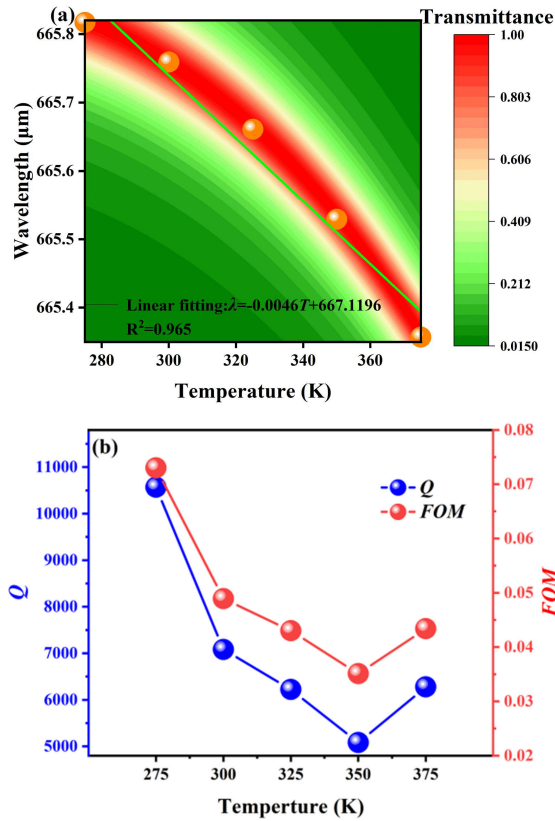 (a)
Transmittance
Wavelength (μm)
665.8
665.7
665.6
665.5
665.4
1.00
0.803
0.606
0.409
0.212
0.0150
Linear fitting:λ=-0.0046T+667.1196
R²=0.965
280
300
320
340
360
Temperature (K)
(b)
Q
11000
10000
9000
8000
7000
6000
5000
Q
FOM
0.08
0.07
0.06
0.05
0.04
0.03
0.02
FOM
275
300
325
350
375
Temperture (K)